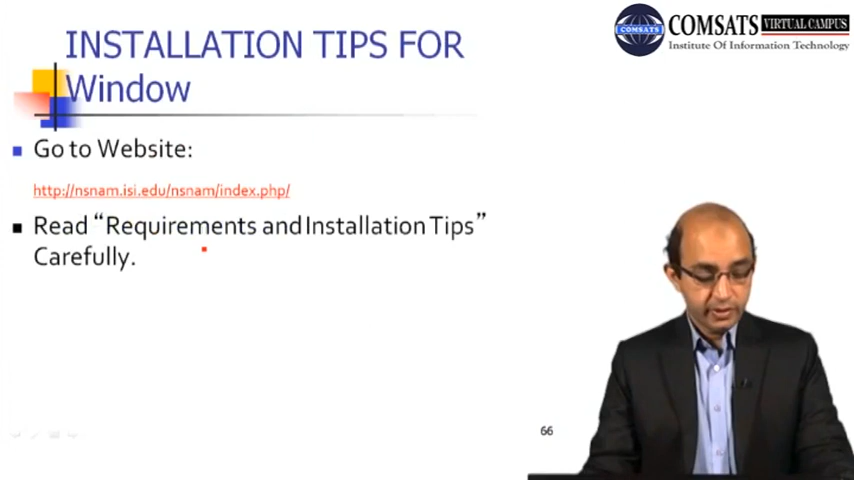 INSTALLATION TIPS FOR
Window
COMSATS VIRTUAL CAMPUS
COMSATS
Institute Of Information Technology
Go to Website:
http://nsnam.isi.edu/nsnam/index.php/
Read “Requirements and Installation Tips”
Carefully.
66